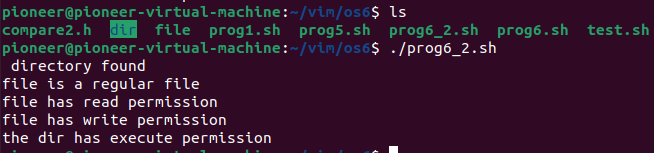 pioneer@pioneer-virtual-machine:~/vim/os6$ ls
compare2.h dir file prog1.sh prog5.sh prog6_2.sh prog6.sh test.sh
pioneer@pioneer-virtual-machine:~/vim/os6$ ./prog6_2.sh
directory found
file is a regular file
file has read permission
file has write permission
the dir has execute permission